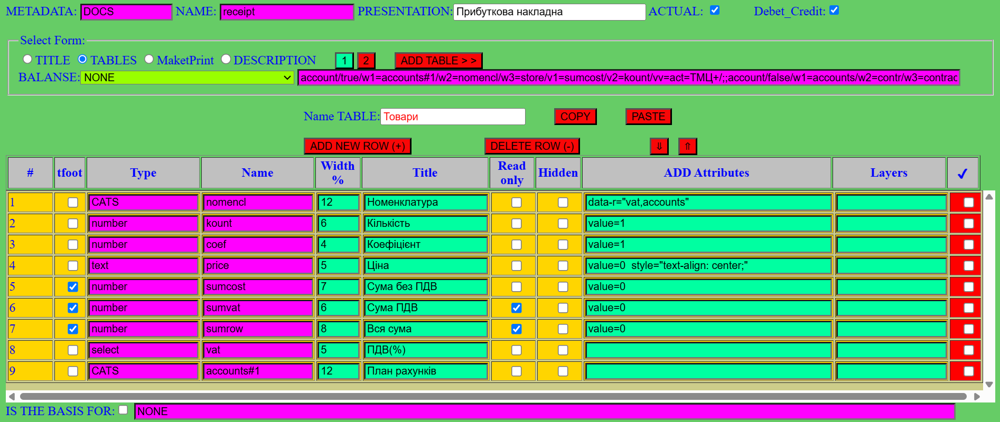 METADATA: DOCS NAME: receipt PRESENTATION: Прибуткова накладна ACTUAL: Debet_Credit:
Select Form:
TITLE TABLES MaketPrint DESCRIPTION 1 2 ADD TABLE > >
BALANSE: NONE account/true/w1=accounts#1/w2=nomencl/w3=store/v1=sumcost/v2=kount/vv=act=ТМЦ+/;;account/false/w1=accounts/w2=contr/w3=contrac
Name TABLE: Товари COPY PASTE
ADD NEW ROW (+) DELETE ROW (-) ⇓ ⇑
# tfoot Type Name Width % Title Read only Hidden ADD Attributes Layers ✓
1 CATS nomencl 12 Номенклатура data-r="vat,accounts"
2 number kount 6 Кількість value=1
3 number coef 4 Коефіцієнт value=1
4 text price 5 Ціна value=0 style="text-align: center;"
5 number sumcost 7 Сума без ПДВ value=0
6 number sumvat 6 Сума ПДВ value=0
7 number sumrow 8 Вся сума value=0
8 select vat 5 ПДВ(%)
9 CATS accounts#1 12 План рахунків
IS THE BASIS FOR: NONE